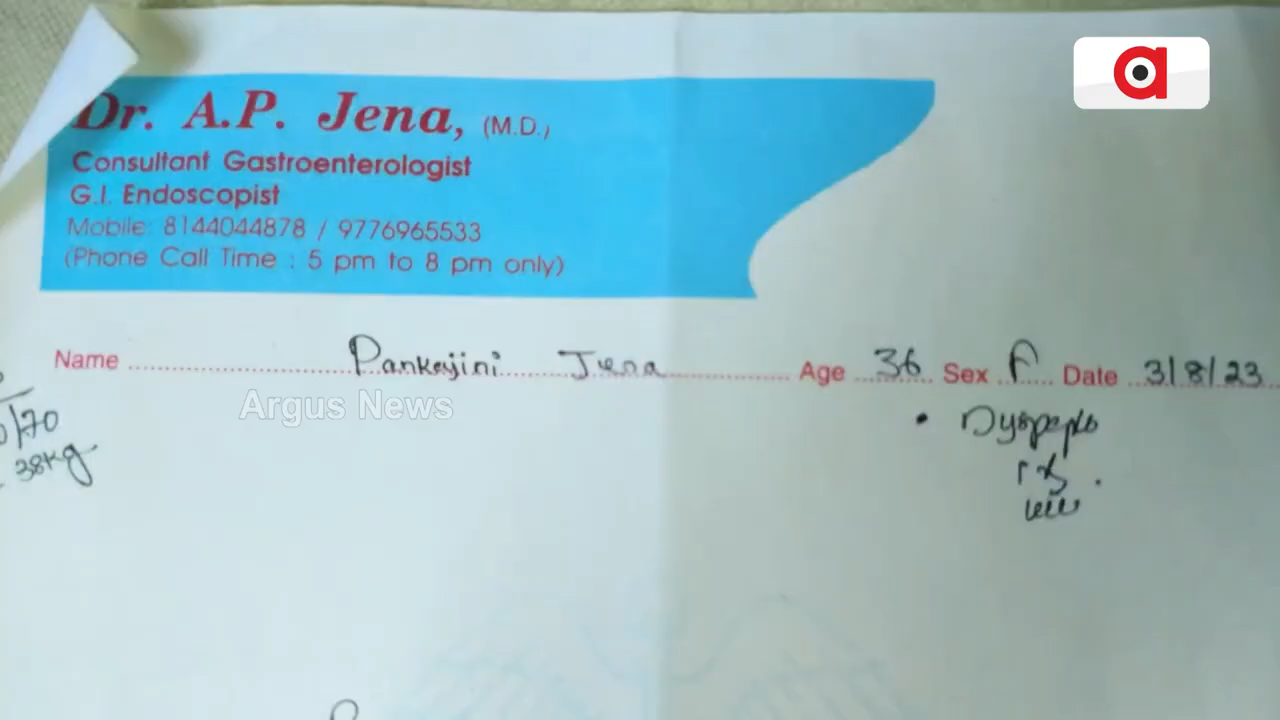 Dr. A.P. Jena, (M.D.)
Consultant Gastroenterologist
G.I. Endoscopist
Mobile: 8144044878 / 9776965533
(Phone Call Time : 5 pm to 8 pm only)
Name Pankajini Jena Age 36 Sex F Date 3/8/23
Argus News
/70
38kg